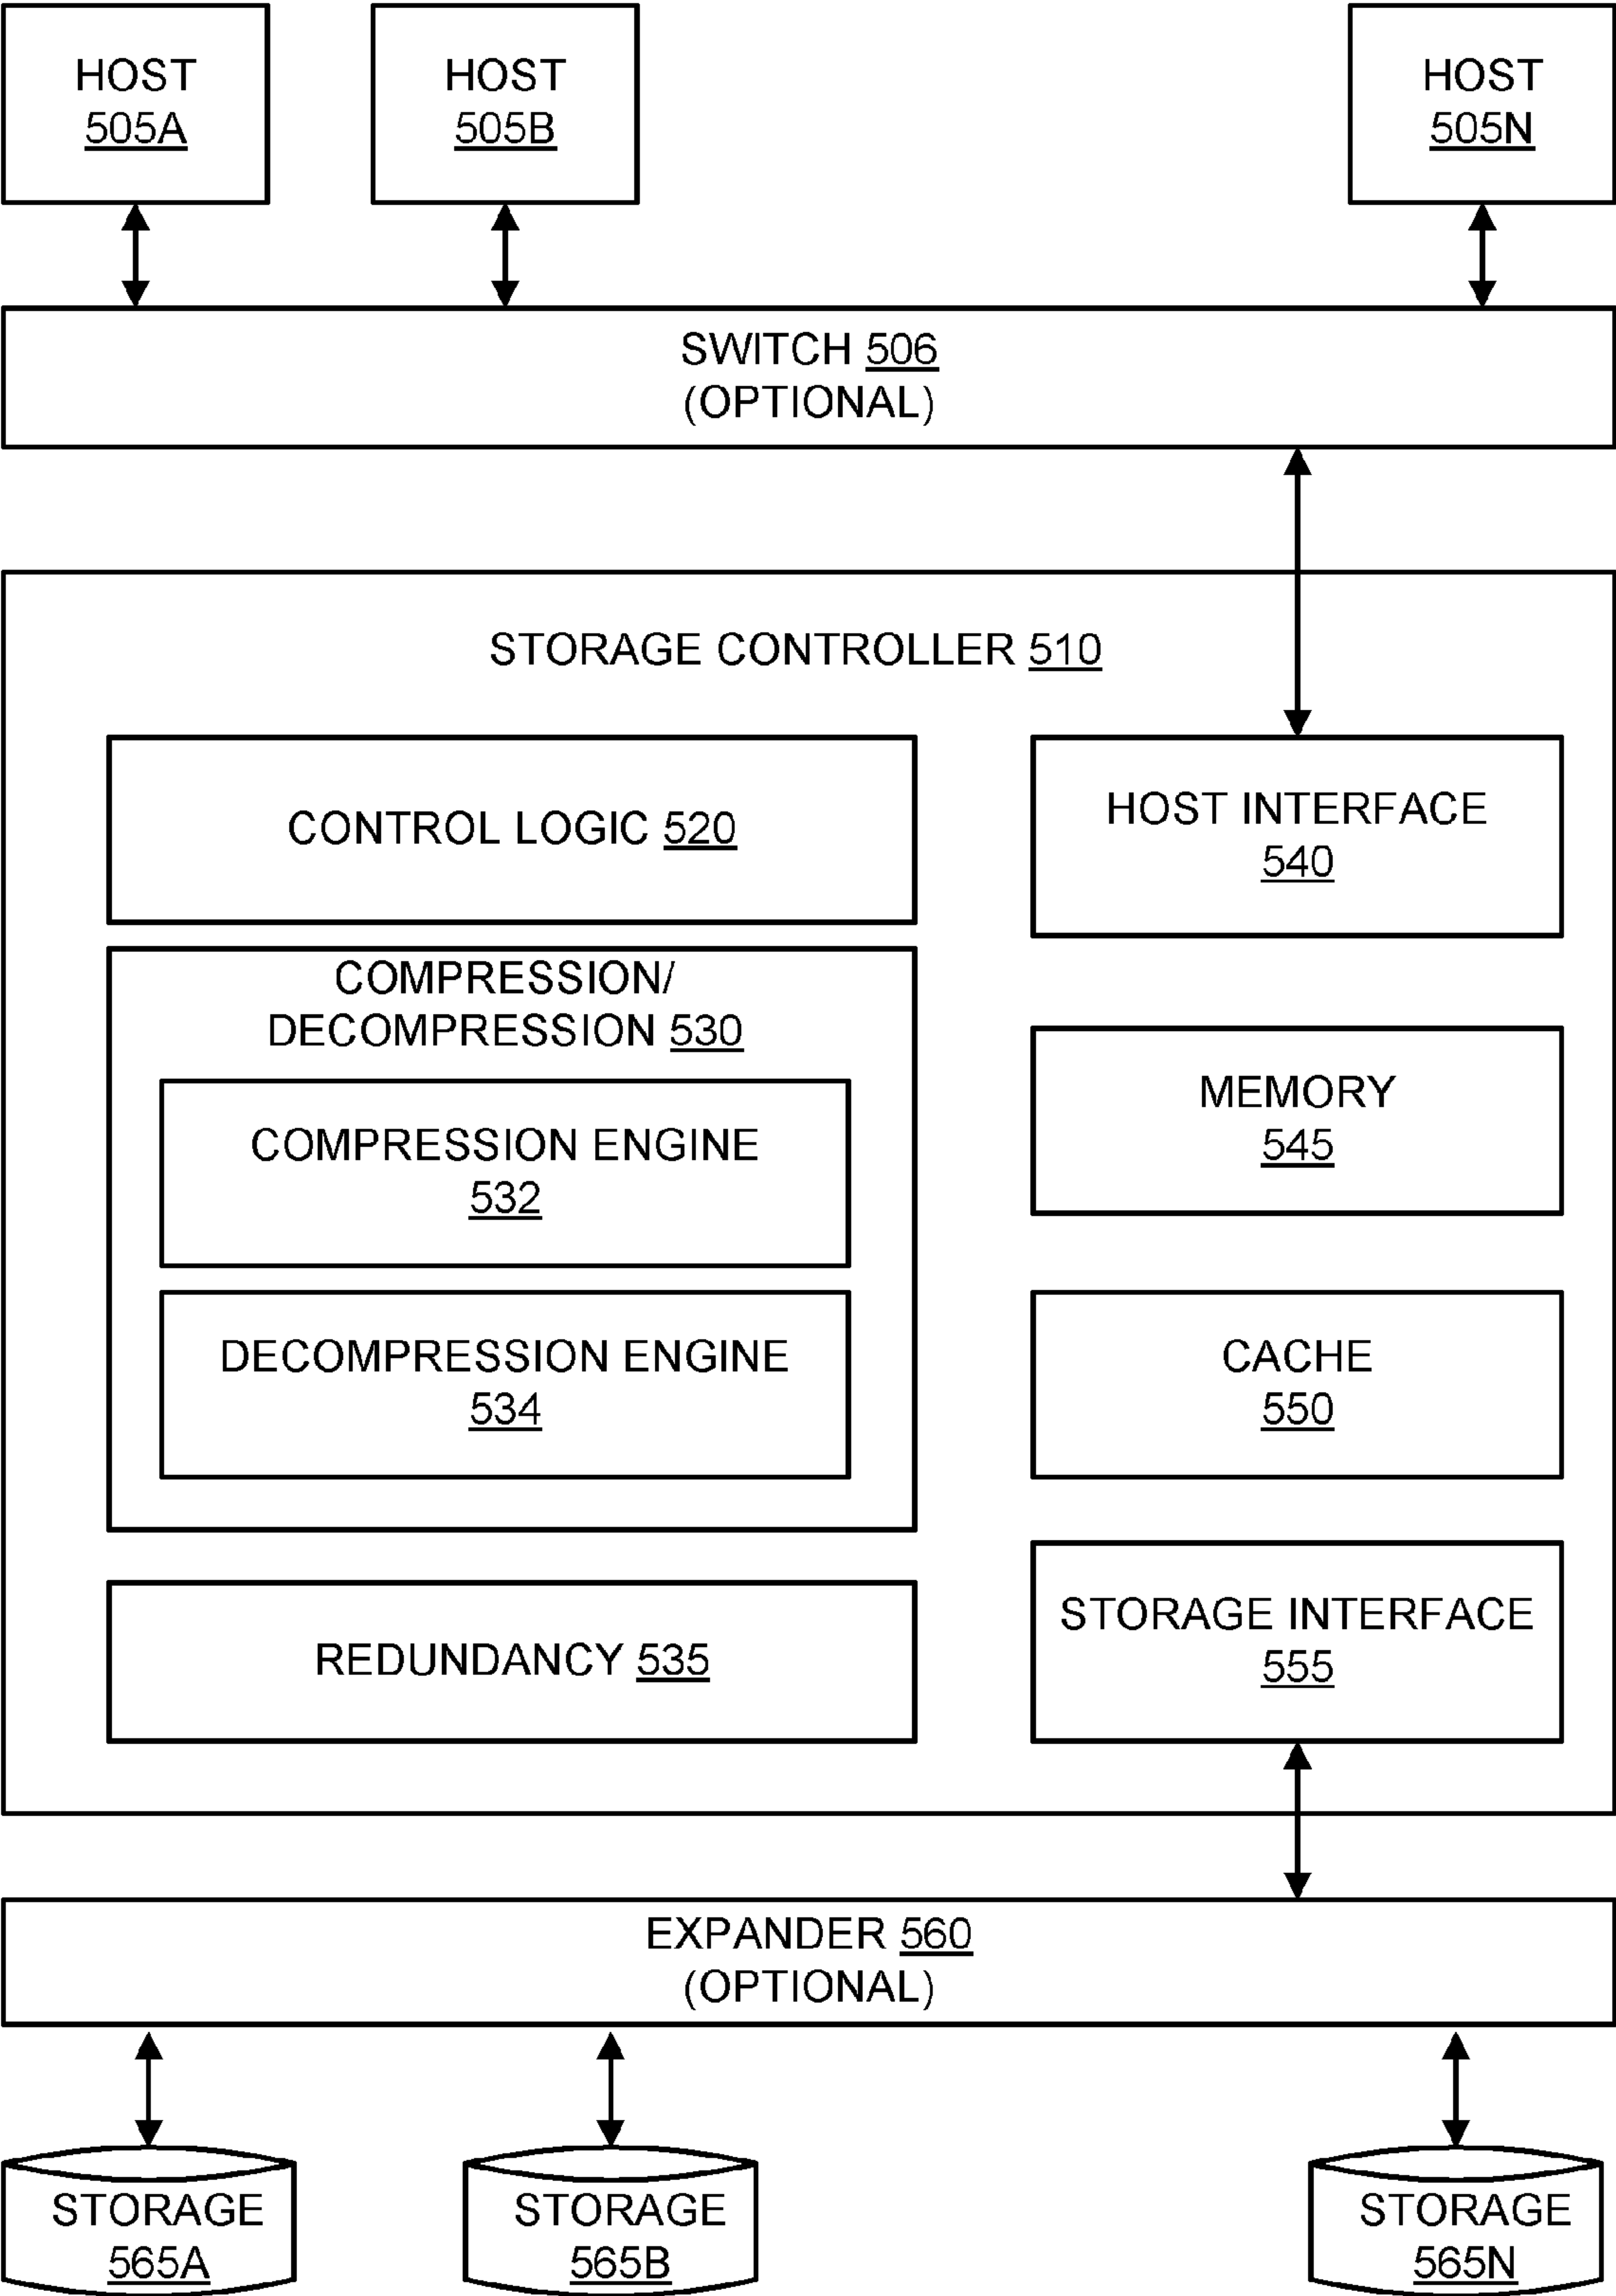 HOST
505A
HOST
505B
HOST
505N
SWITCH 506
(OPTIONAL)
STORAGE CONTROLLER 510
CONTROL LOGIC 520
HOST INTERFACE
540
COMPRESSION/
DECOMPRESSION 530
COMPRESSION ENGINE
532
MEMORY
545
DECOMPRESSION ENGINE
534
CACHE
550
REDUNDANCY 535
STORAGE INTERFACE
555
EXPANDER 560
(OPTIONAL)
STORAGE
565A
STORAGE
565B
STORAGE
565N